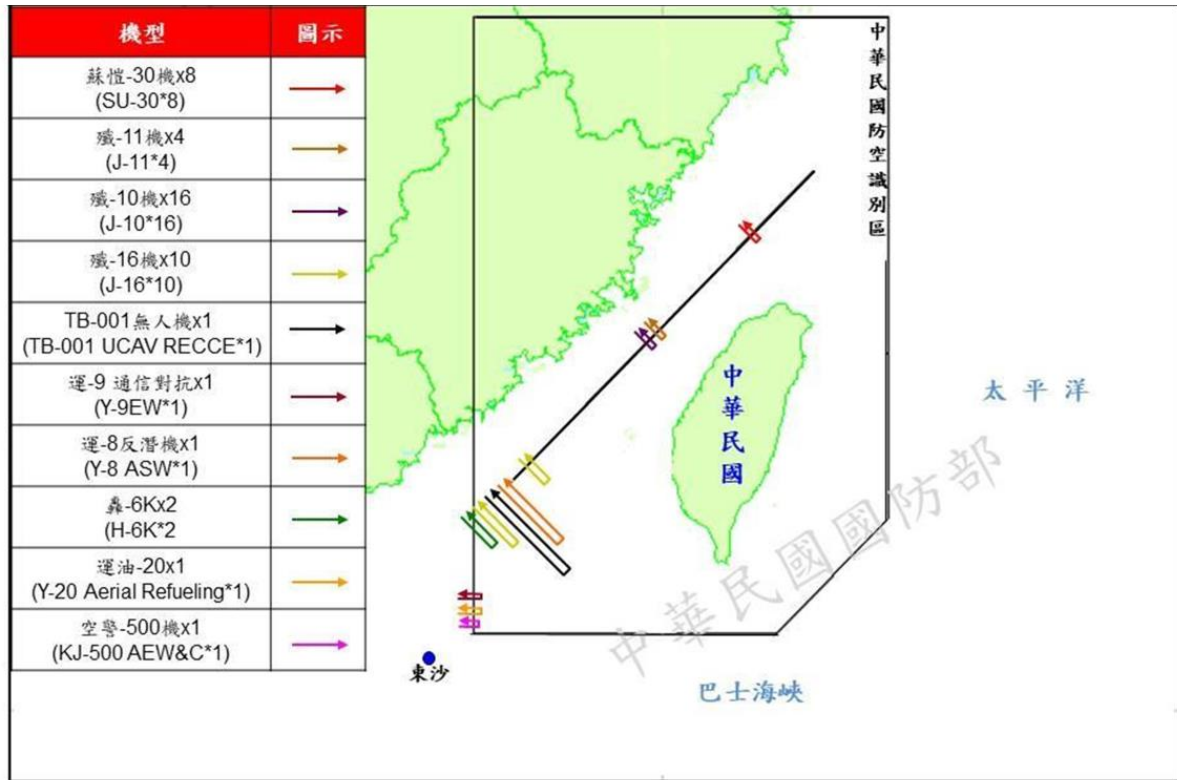 機型 圖示
蘇愷-30機x8
(SU-30*8)
殲-11機x4
(J-11*4)
殲-10機x16
(J-10*16)
殲-16機x10
(J-16*10)
TB-001無人機x1
(TB-001 UCAV RECCE*1)
運-9 通信對抗x1
(Y-9EW*1)
運-8反潛機x1
(Y-8 ASW*1)
轟-6Kx2
(H-6K*2
運油-20x1
(Y-20 Aerial Refueling*1)
空警-500機x1
(KJ-500 AEW&C*1)
中華民國防空識別區
中華民國
太平洋
東沙
巴士海峽
中華民國國防部